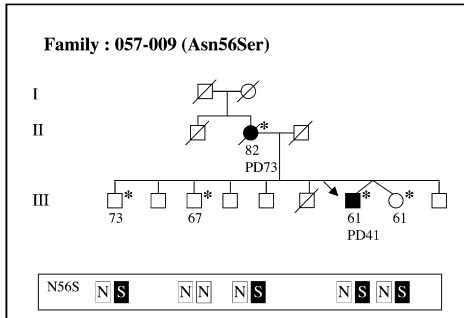 Family : 057-009 (Asn56Ser)
I
II
*
82
PD73
III
* * * *
73 67 61 61
PD41
N56S N S N N N S N S N S